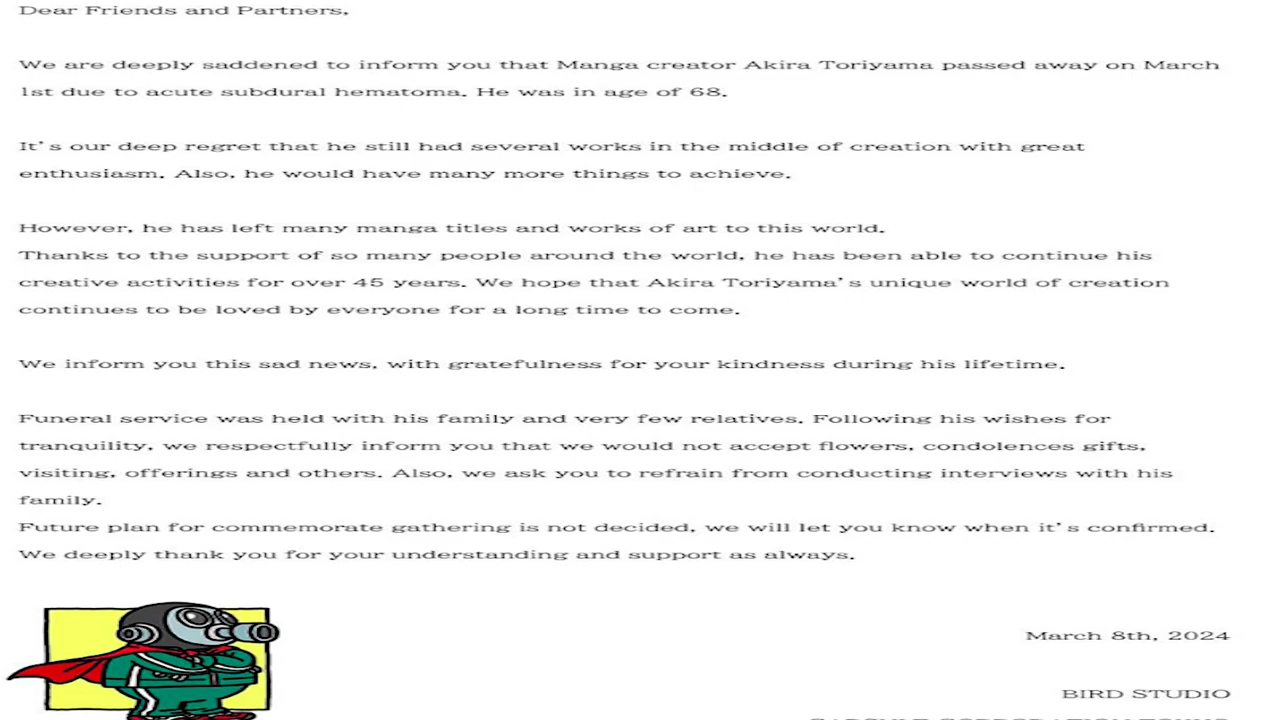 Dear Friends and Partners,
We are deeply saddened to inform you that Manga creator Akira Toriyama passed away on March
1st due to acute subdural hematoma. He was in age of 68.
It's our deep regret that he still had several works in the middle of creation with great
enthusiasm. Also, he would have many more things to achieve.
However, he has left many manga titles and works of art to this world.
Thanks to the support of so many people around the world, he has been able to continue his
creative activities for over 45 years. We hope that Akira Toriyama's unique world of creation
continues to be loved by everyone for a long time to come.
We inform you this sad news, with gratefulness for your kindness during his lifetime.
Funeral service was held with his family and very few relatives. Following his wishes for
tranquility, we respectfully inform you that we would not accept flowers, condolences gifts,
visiting, offerings and others. Also, we ask you to refrain from conducting interviews with his
family.
Future plan for commemorate gathering is not decided, we will let you know when it's confirmed.
We deeply thank you for your understanding and support as always.
March 8th, 2024
BIRD STUDIO